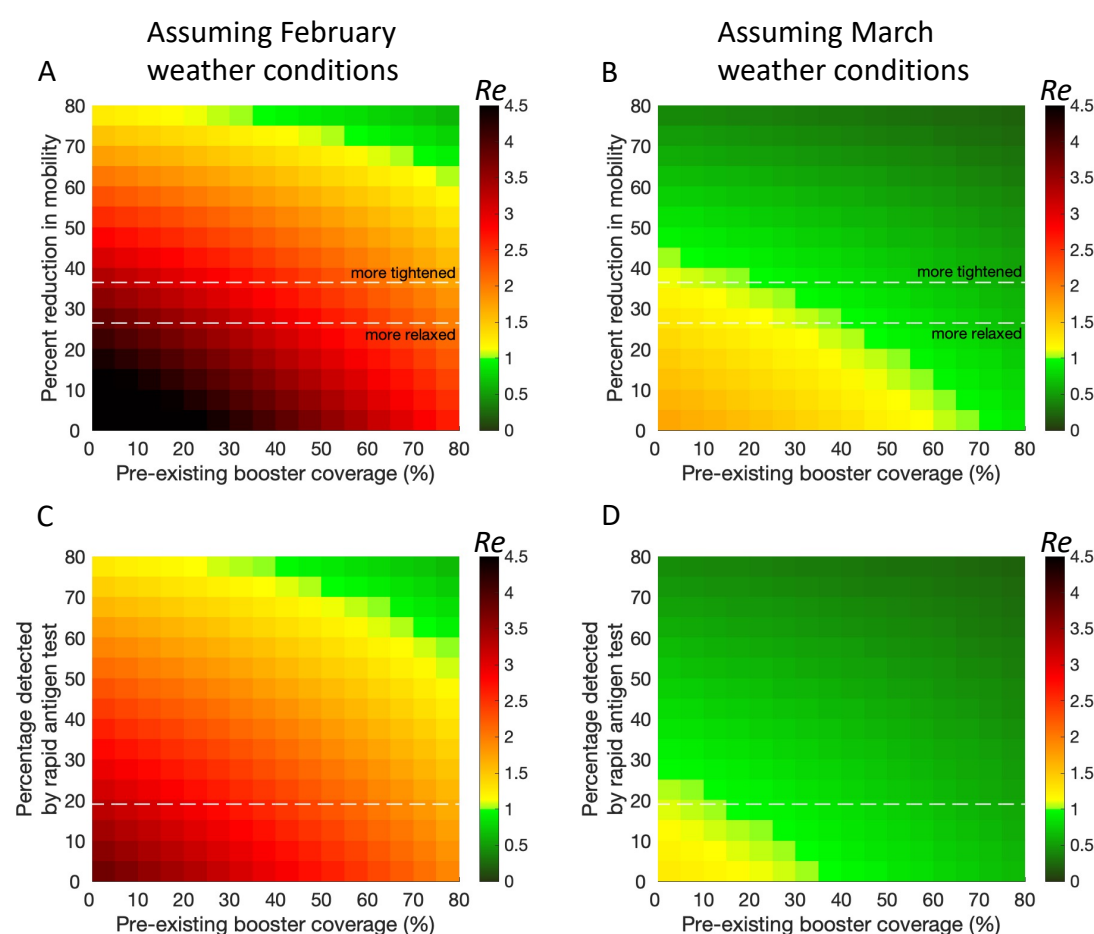 Assuming February
weather conditions
Assuming March
weather conditions
A
Re
80
70
60
50
40
30
20
10
0
Percent reduction in mobility
more tightened
more relaxed
0 10 20 30 40 50 60 70 80
Pre-existing booster coverage (%)
4.5
4
3.5
3
2.5
2
1.5
1
0.5
0
B
Re
80
70
60
50
40
30
20
10
0
Percent reduction in mobility
more tightened
more relaxed
0 10 20 30 40 50 60 70 80
Pre-existing booster coverage (%)
4.5
4
3.5
3
2.5
2
1.5
1
0.5
0
C
Re
80
70
60
50
40
30
20
10
0
Percentage detected
by rapid antigen test
0 10 20 30 40 50 60 70 80
Pre-existing booster coverage (%)
4.5
4
3.5
3
2.5
2
1.5
1
0.5
0
D
Re
80
70
60
50
40
30
20
10
0
Percentage detected
by rapid antigen test
0 10 20 30 40 50 60 70 80
Pre-existing booster coverage (%)
4.5
4
3.5
3
2.5
2
1.5
1
0.5
0